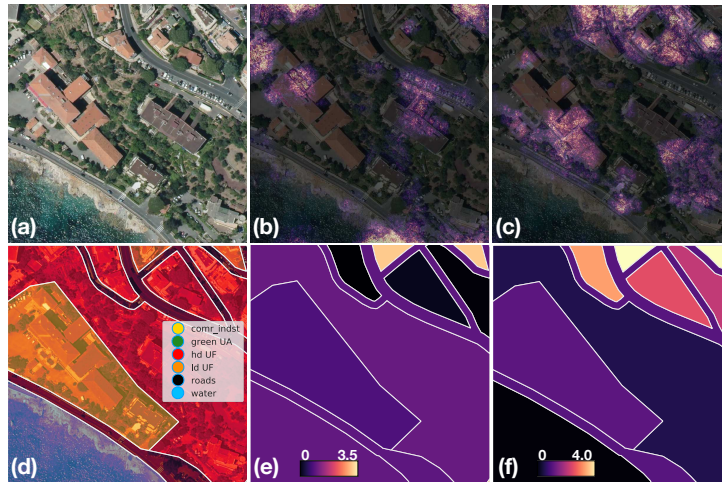 (a)
(b)
(c)
comr_indst
green UA
hd UF
ld UF
roads
water
(d)
0 3.5
(e)
0 4.0
(f)